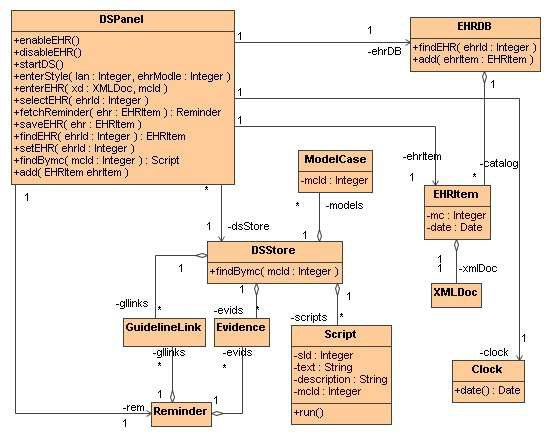 DSPanel
+enableEHR()
+disableEHR()
+startDS()
+enterStyle( lan : Integer, ehrModle : Integer )
+enterEHR( xd : XMLDoc, mcId )
+selectEHR( ehrId : Integer )
+fetchReminder( ehr : EHRItem ) : Reminder
+saveEHR( ehr : EHRItem )
+findEHR( ehrId : Integer ) : EHRItem
+setEHR( ehrId : Integer )
+findBymc( mcId : Integer ) : Script
+add( EHRItem ehrItem )
EHRDB
+findEHR( ehrId : Integer )
+add( ehrItem : EHRItem )
1
1
-ehrDB
1
1
1
-ehrItem
1
*
-catalog
ModelCase
-mcId : Integer
*
-models
1
EHRItem
-mc : Integer
-date : Date
1
1
-xmlDoc
XMLDoc
1
*
-dsStore
1
DSStore
+findBymc( mcId : Integer )
1
1
1
-gllinks
*
-evids
*
-scripts
*
GuidelineLink
-gllinks
*
Evidence
-evids
*
Script
-sId : Integer
-text : String
-description : String
-mcId : Integer
+run()
-clock
1
Clock
+date() : Date
1
1
-rem
1
Reminder